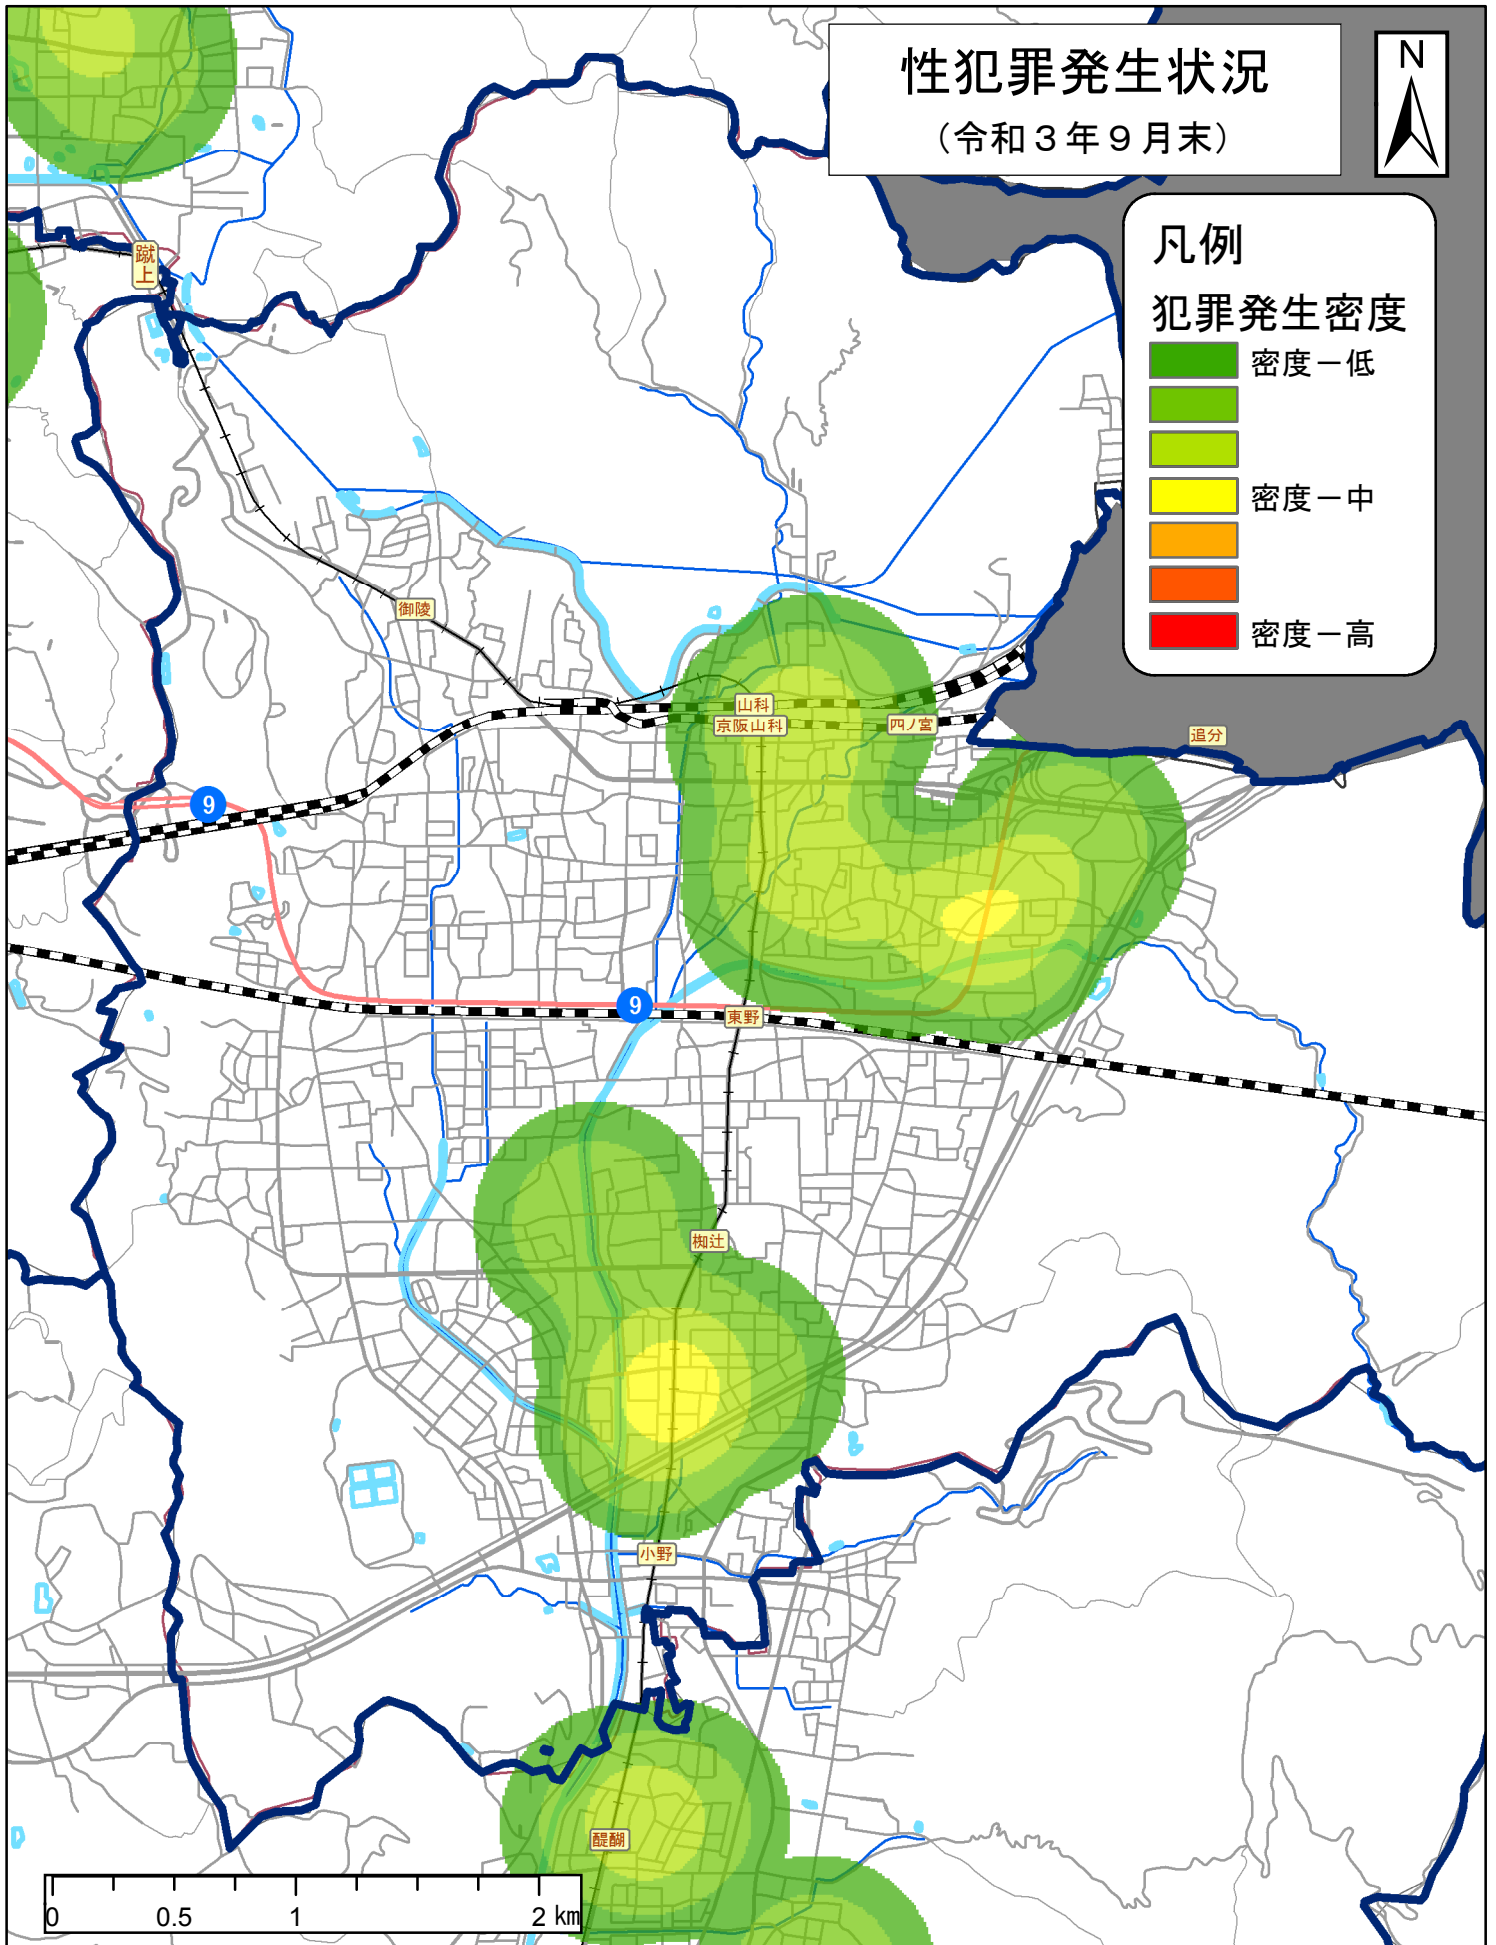 性犯罪発生状況
（令和３年９月末）
N
凡例
犯罪発生密度
密度－低
密度－中
密度－高
蹴上
御陵
山科
京阪山科
四ノ宮
追分
9
9
東野
椥辻
小野
醍醐
0 0.5 1 2 km